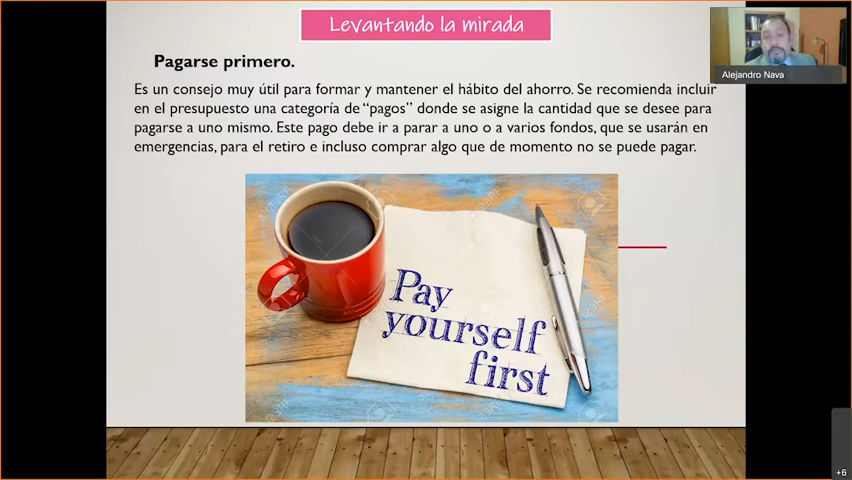 Levantando la mirada
Alejandro Nava
Pagarse primero.
Es un consejo muy útil para formar y mantener el hábito del ahorro. Se recomienda incluir
en el presupuesto una categoría de “pagos” donde se asigne la cantidad que se desee para
pagarse a uno mismo. Este pago debe ir a parar a uno o a varios fondos, que se usarán en
emergencias, para el retiro e incluso comprar algo que de momento no se puede pagar.
Pay
yourself
first
+6